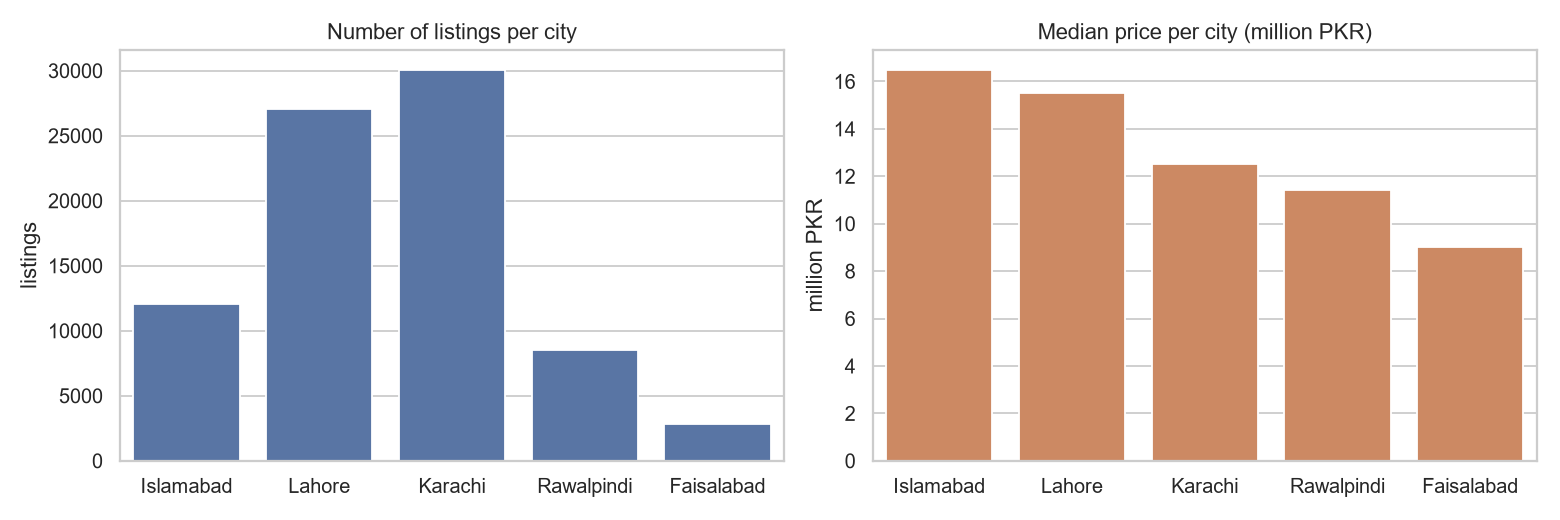 Number of listings per city
listings
30000
25000
20000
15000
10000
5000
0
Islamabad Lahore Karachi Rawalpindi Faisalabad
Median price per city (million PKR)
million PKR
16
14
12
10
8
6
4
2
0
Islamabad Lahore Karachi Rawalpindi Faisalabad